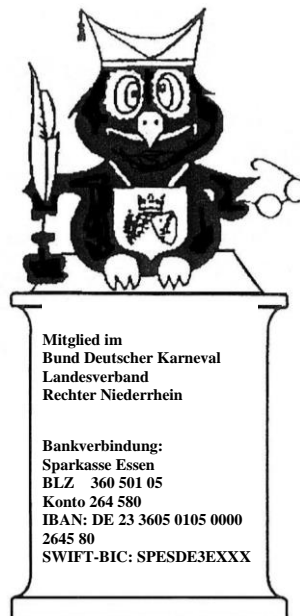 Mitglied im
Bund Deutscher Karneval
Landesverband
Rechter Niederrhein
Bankverbindung:
Sparkasse Essen
BLZ 360 501 05
Konto 264 580
IBAN: DE 23 3605 0105 0000
2645 80
SWIFT-BIC: SPESDE3EXXX